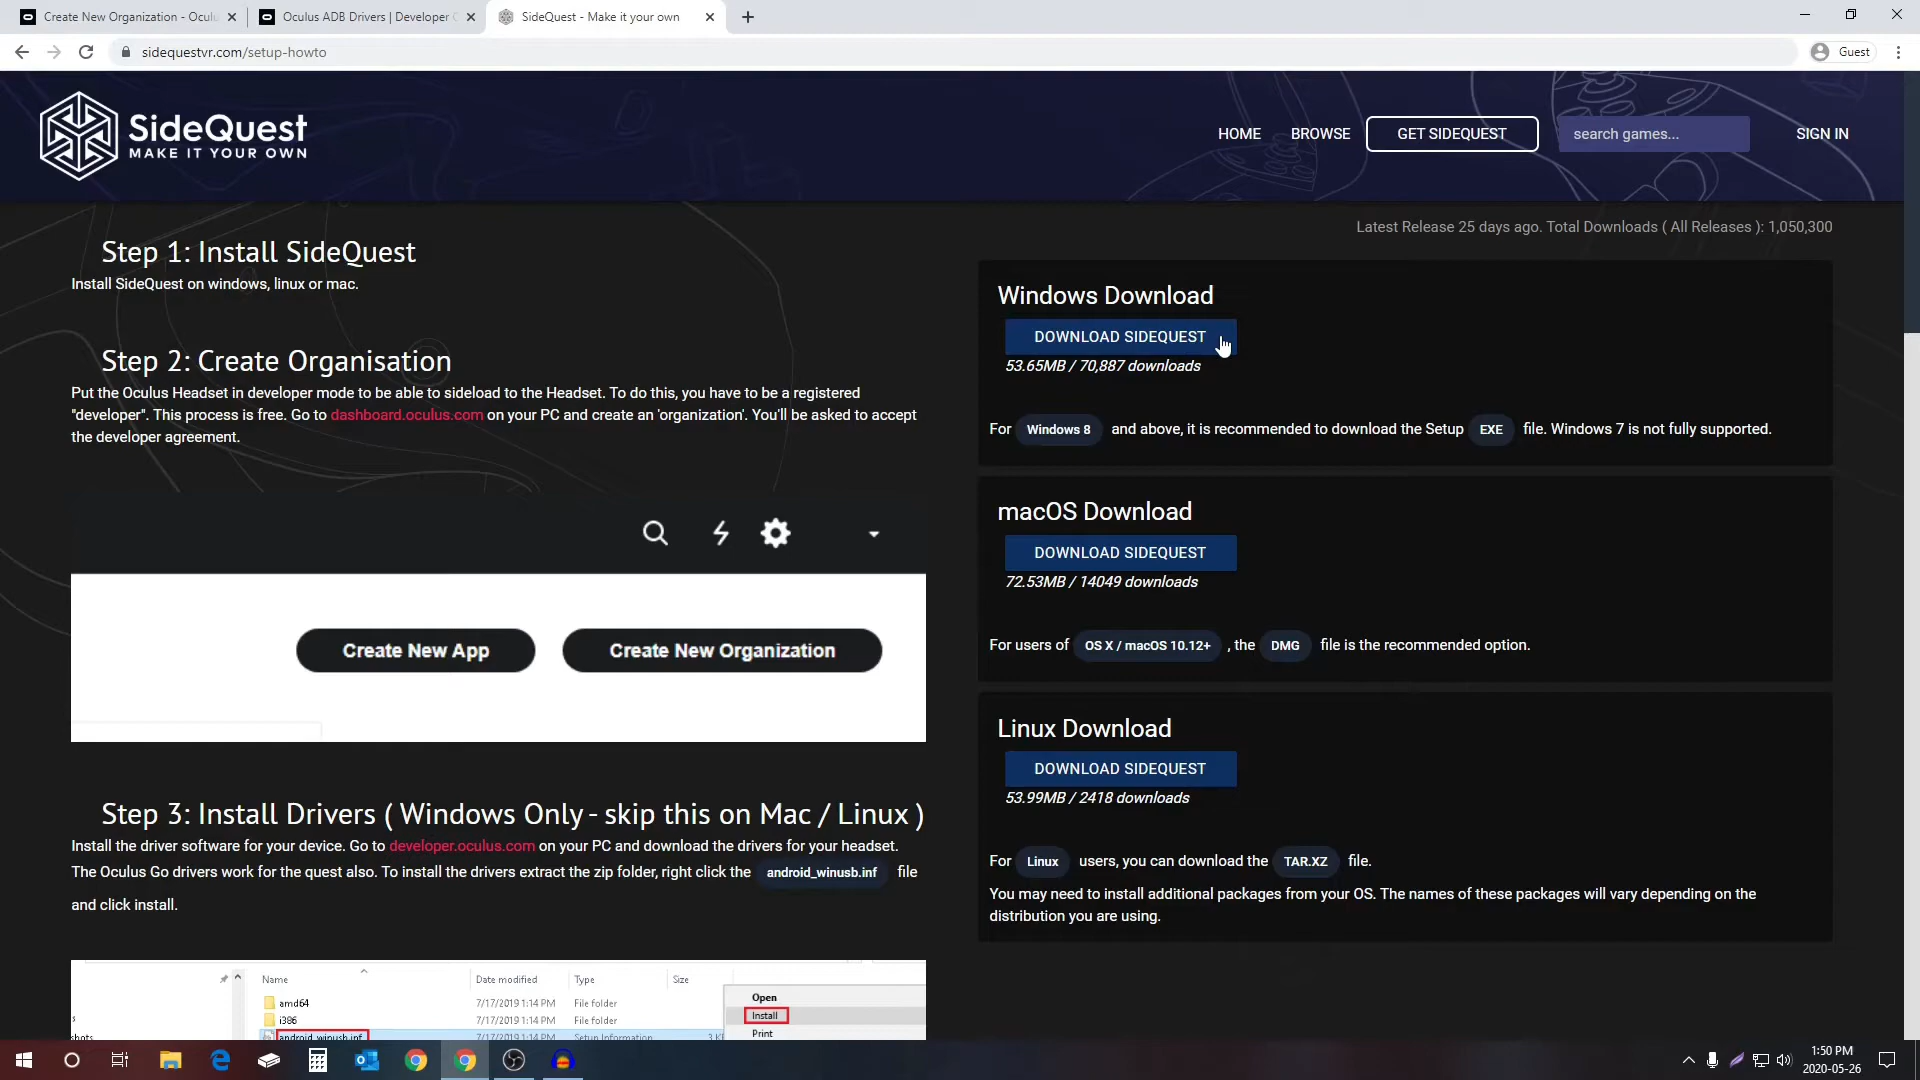 Create New Organization - Ocul
Oculus ADB Drivers | Developer
SideQuest - Make it your own
sidequestvr.com/setup-howto
Guest
SideQuest
MAKE IT YOUR OWN
HOME
BROWSE
GET SIDEQUEST
search games...
SIGN IN
Latest Release 25 days ago. Total Downloads ( All Releases ): 1,050,300
Step 1: Install SideQuest
Install SideQuest on windows, linux or mac.
Step 2: Create Organisation
Put the Oculus Headset in developer mode to be able to sideload to the Headset. To do this, you have to be a registered
"developer". This process is free. Go to dashboard.oculus.com on your PC and create an 'organization'. You'll be asked to accept
the developer agreement.
Create New App
Create New Organization
Step 3: Install Drivers ( Windows Only - skip this on Mac / Linux )
Install the driver software for your device. Go to developer.oculus.com on your PC and download the drivers for your headset.
The Oculus Go drivers work for the quest also. To install the drivers extract the zip folder, right click the android_winusb.inf file
and click install.
Name
Date modified
Type
Size
amd64
7/17/2019 1:14 PM
File folder
i386
7/17/2019 1:14 PM
File folder
android_winusb.inf
7/17/2019 1:14 PM
Setup Information
3 K
Open
Install
Print
Windows Download
DOWNLOAD SIDEQUEST
53.65MB / 70,887 downloads
For Windows 8 and above, it is recommended to download the Setup EXE file. Windows 7 is not fully supported.
macOS Download
DOWNLOAD SIDEQUEST
72.53MB / 14049 downloads
For users of OS X / macOS 10.12+ , the DMG file is the recommended option.
Linux Download
DOWNLOAD SIDEQUEST
53.99MB / 2418 downloads
For Linux users, you can download the TAR.XZ file.
You may need to install additional packages from your OS. The names of these packages will vary depending on the
distribution you are using.
1:50 PM
2020-05-26